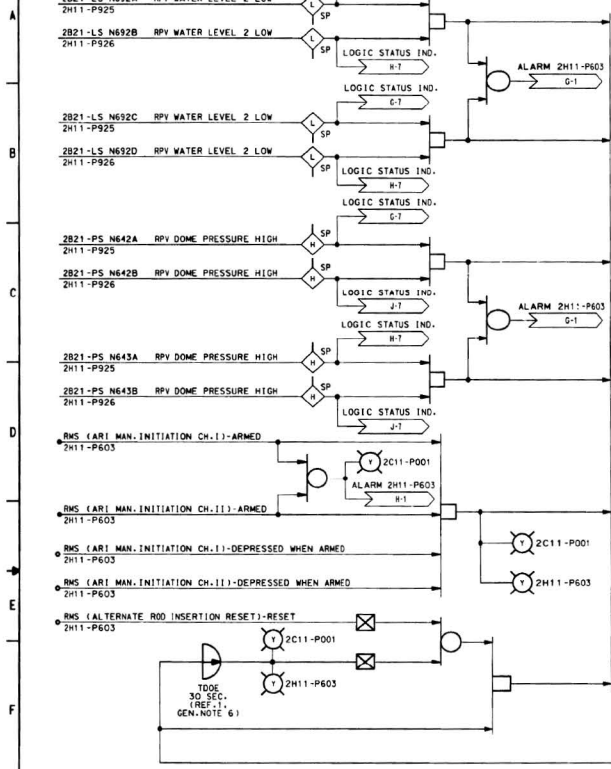 A
2H11-P925
SP
2B21-LS N692B RPV WATER LEVEL 2 LOW
2H11-P926
L
SP
LOGIC STATUS IND.
H-7
ALARM 2H11-P603
G-1
LOGIC STATUS IND.
G-7
B
2B21-LS N692C RPV WATER LEVEL 2 LOW
2H11-P925
L
SP
2B21-LS N692D RPV WATER LEVEL 2 LOW
2H11-P926
L
SP
LOGIC STATUS IND.
H-7
LOGIC STATUS IND.
G-7
C
2B21-PS N642A RPV DOME PRESSURE HIGH
2H11-P925
H
SP
2B21-PS N642B RPV DOME PRESSURE HIGH
2H11-P926
H
SP
LOGIC STATUS IND.
J-7
ALARM 2H11-P603
G-1
LOGIC STATUS IND.
H-7
2B21-PS N643A RPV DOME PRESSURE HIGH
2H11-P925
H
SP
2B21-PS N643B RPV DOME PRESSURE HIGH
2H11-P926
H
SP
LOGIC STATUS IND.
J-7
D
RMS (ARI MAN.INITIATION CH.I)-ARMED
2H11-P603
Y
2C11-P001
ALARM 2H11-P603
H-1
RMS (ARI MAN.INITIATION CH.II)-ARMED
2H11-P603
RMS (ARI MAN.INITIATION CH.I)-DEPRESSED WHEN ARMED
2H11-P603
Y
2C11-P001
E
RMS (ARI MAN.INITIATION CH.II)-DEPRESSED WHEN ARMED
2H11-P603
Y
2H11-P603
RMS (ALTERNATE ROD INSERTION RESET)-RESET
2H11-P603
Y
2C11-P001
F
Y
2H11-P603
TDOE
30 SEC.
(REF.1.
GEN.NOTE 6)